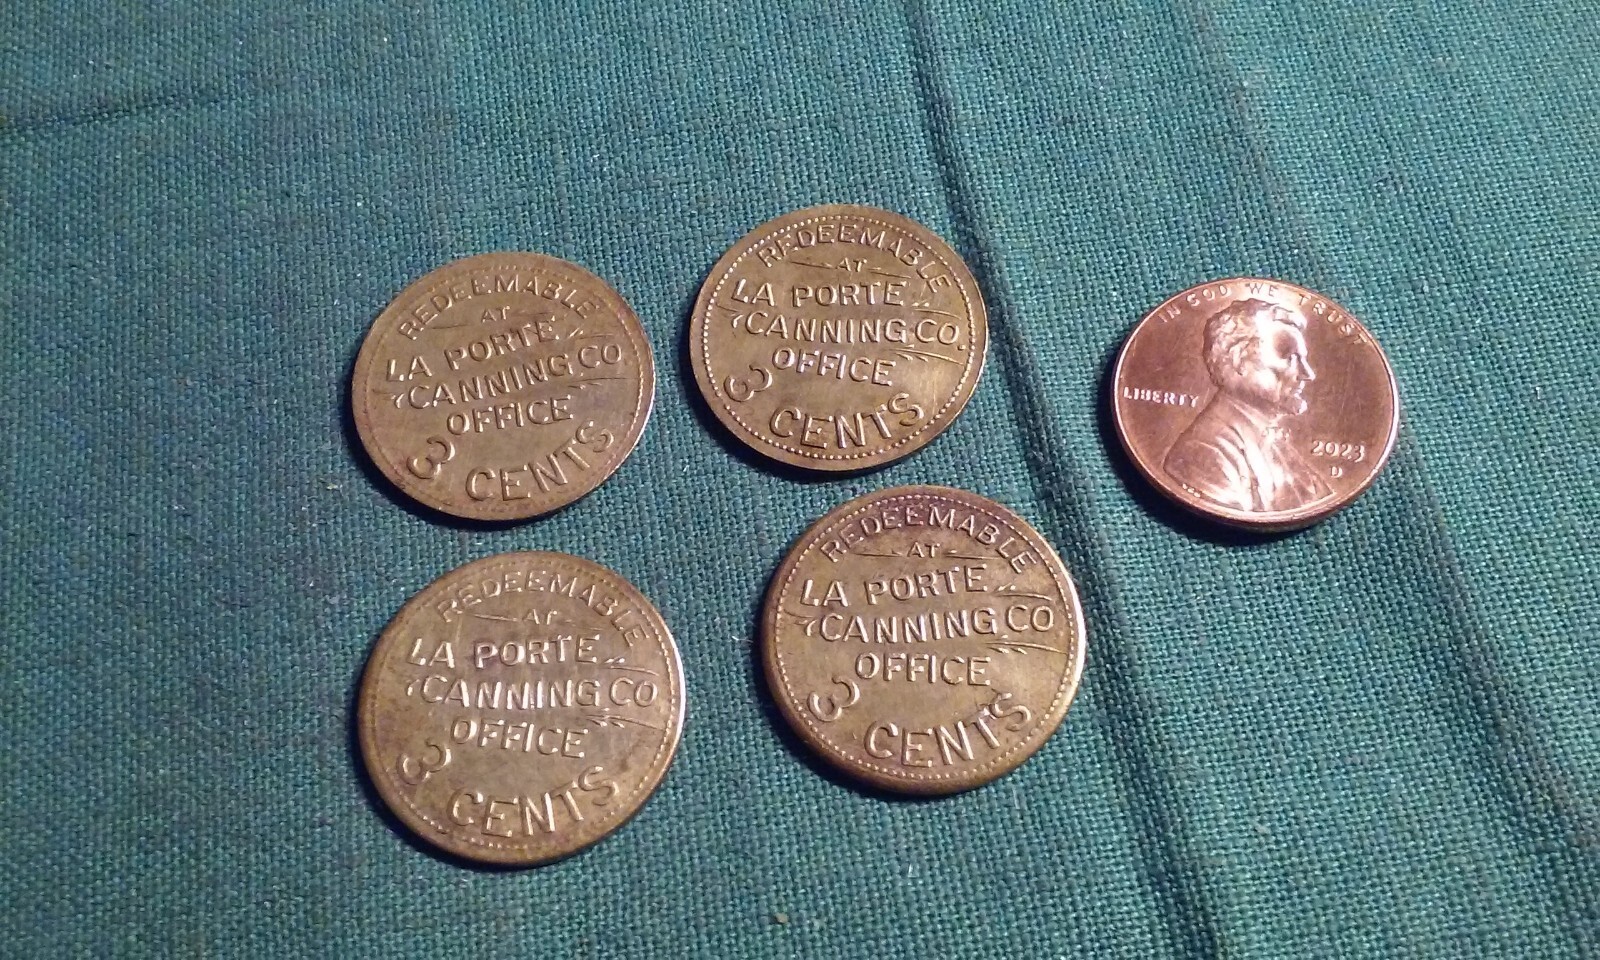 REDEEMABLE
AT
LA PORTE
CANNING CO
OFFICE
3 CENTS
REDEEMABLE
AT
LA PORTE
CANNING CO.
OFFICE
3 CENTS
IN GOD WE TRUST
LIBERTY
2023
D
REDEEMABLE
AT
LA PORTE
CANNING CO
OFFICE
3 CENTS
REDEEMABLE
AT
LA PORTE
CANNING CO
OFFICE
3 CENTS